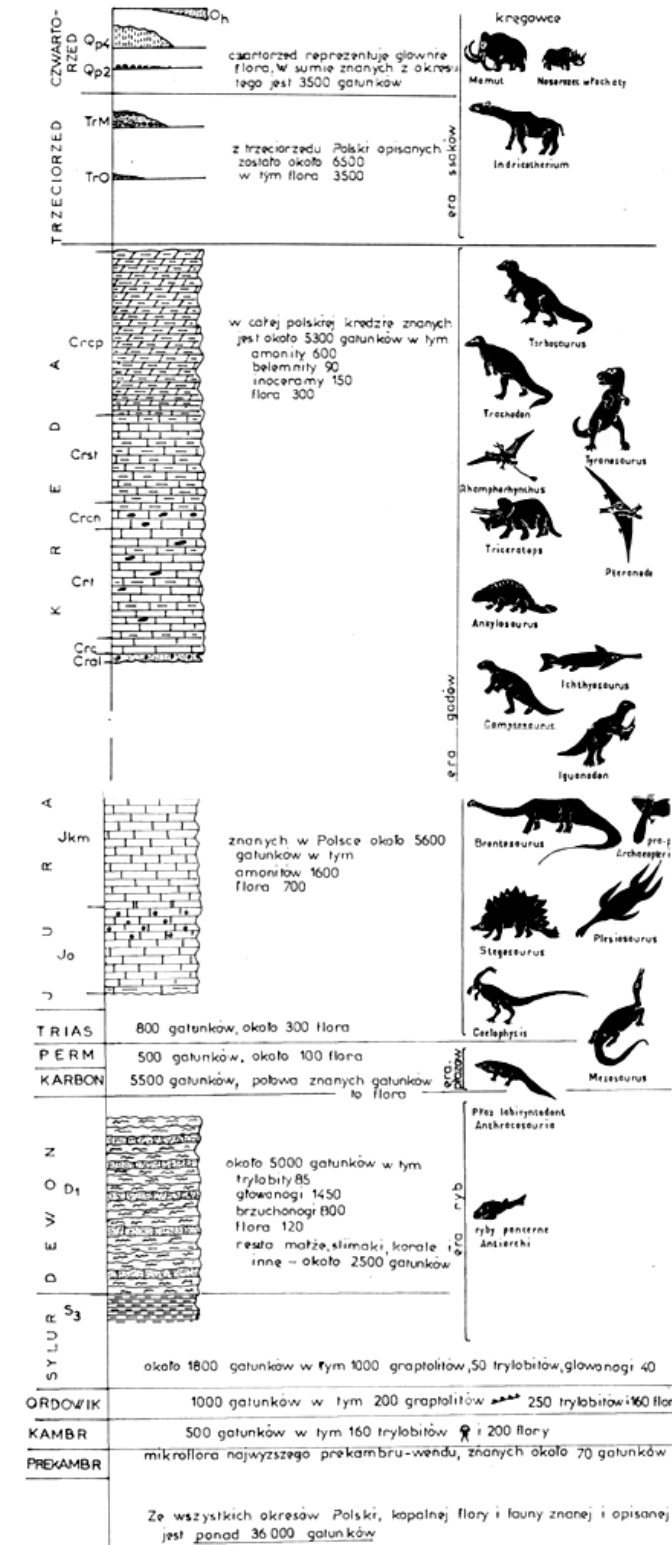 Oh
kręgowce
CZWARTO-
RZĘD
Qp4
Qp2
czartorzęd reprezentuje głównie
flora, w sumie znanych z okresu
tego jest 3500 gatunków
Mamut
Nosorożec włochaty
TRZECIORZĘD
TrM
TrO
z trzeciorzędu Polski opisanych
zostało około 6500
w tym flora 3500
era ssaków
Indricotherium
KREDA
Crcp
Crst
Crcn
Crt
Crc
Cral
w całej polskiej kredzie znanych
jest około 5300 gatunków w tym
amonity 600
belemnity 90
inoceramy 150
flora 300
era gadów
Tarbosaurus
Trachodon
Tyranosaurus
Rhampherhynchus
Triceratops
Pteranodo
Ankylosaurus
Ichthyosaurus
Camptosaurus
Iguanodon
JURA
Jkm
Jo
znanych w Polsce około 5600
gatunków w tym
amonitów 1600
flora 700
Brontosaurus
pra-p
Archaeopteri
Stegosaurus
Plesiosaurus
Coelophysis
Mezosaurus
TRIAS 800 gatunków, około 300 flora
PERM 500 gatunków, około 100 flora
KARBON 5500 gatunków, połowa znanych gatunków
to flora
era płazów
Płaz labiryntodont
Anthracosauria
DEWON
D1
około 5000 gatunków w tym
trylobity 85
głowonogi 1450
brzuchonogi 800
flora 120
reszta małże, ślimaki, korale i
inne – około 2500 gatunków
era ryb
ryby pancerne
Antiarchi
SYLUR
S3
około 1800 gatunków w tym 1000 graptolitów, 50 trylobitów, głowonogi 40
ORDOWIK 1000 gatunków w tym 200 graptolitów 250 trylobitów i 160 flor
KAMBR 500 gatunków w tym 160 trylobitów i 200 flory
PREKAMBR mikroflora najwyższego prekambru-wendu, znanych około 70 gatunków
Ze wszystkich okresów Polski, kopalnej flory i fauny znanej i opisanej
jest ponad 36 000 gatunków